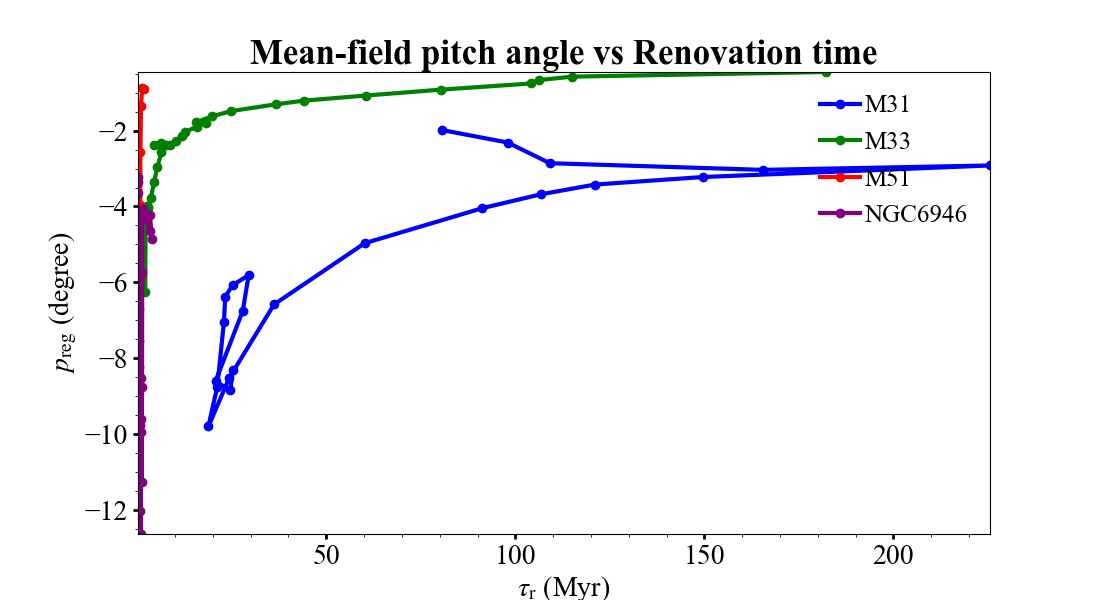 Mean-field pitch angle vs Renovation time
M31
M33
M51
NGC6946
−2
−4
−6
−8
−10
−12
p_reg (degree)
50
100
150
200
τ_r (Myr)